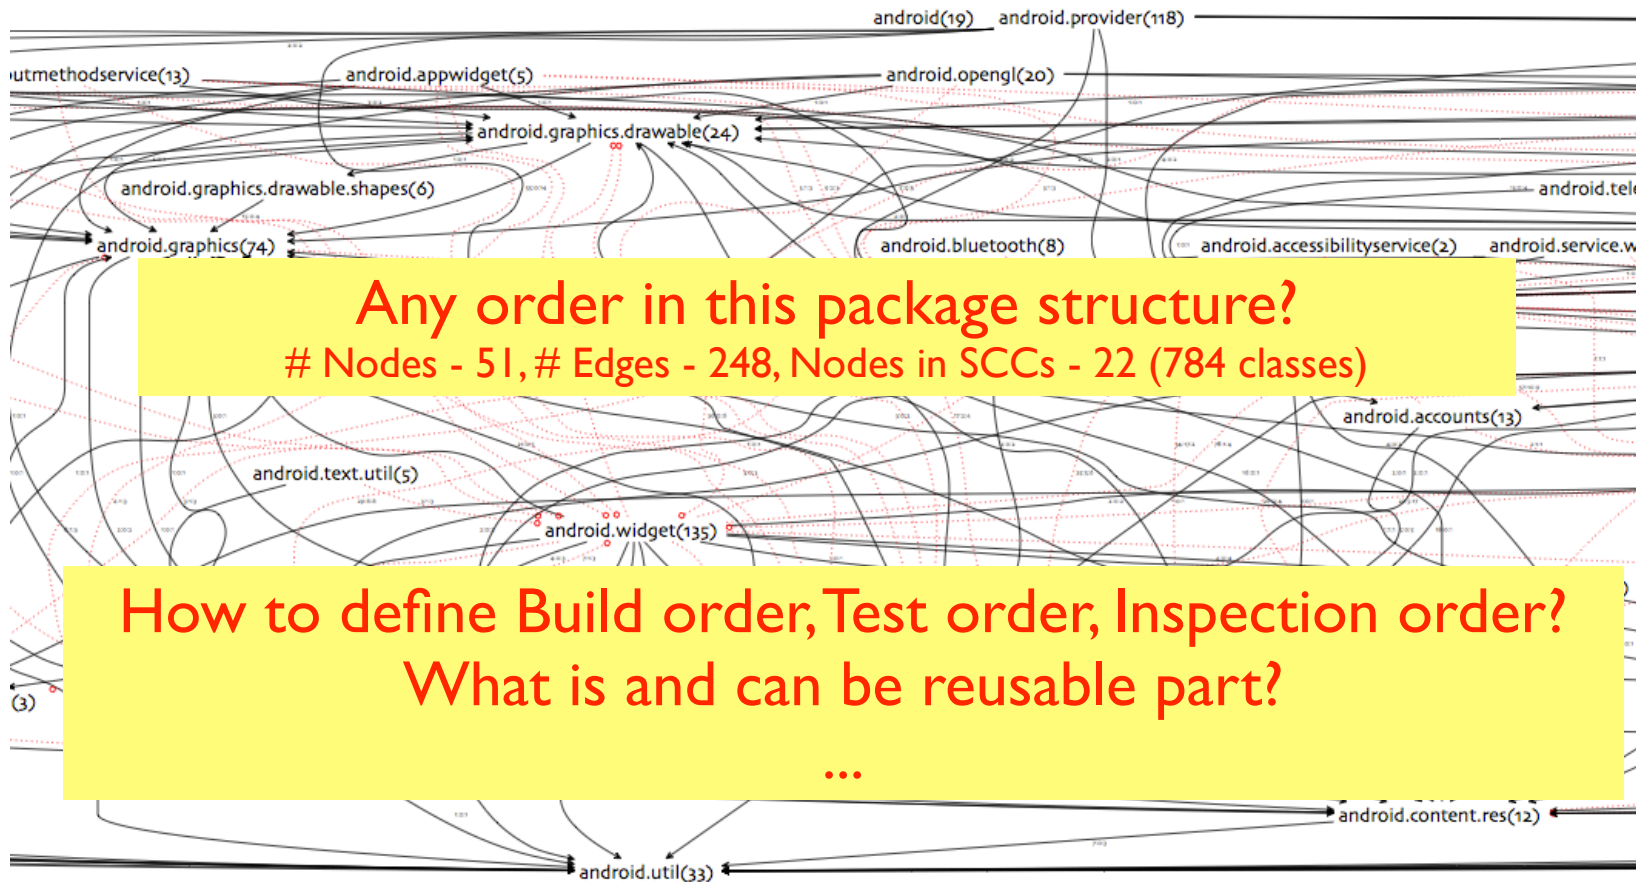 android(19) android.provider(118)
utmethodservice(13) android.appwidget(5) android.opengl(20)
android.graphics.drawable(24)
android.graphics.drawable.shapes(6) android.tele
android.graphics(74) android.bluetooth(8) android.accessibilityservice(2) android.service.w
Any order in this package structure?
# Nodes - 51, # Edges - 248, Nodes in SCCs - 22 (784 classes)
android.accounts(13)
android.text.util(5)
android.widget(135)
How to define Build order, Test order, Inspection order?
What is and can be reusable part?
(3)
...
android.content.res(12)
android.util(33)